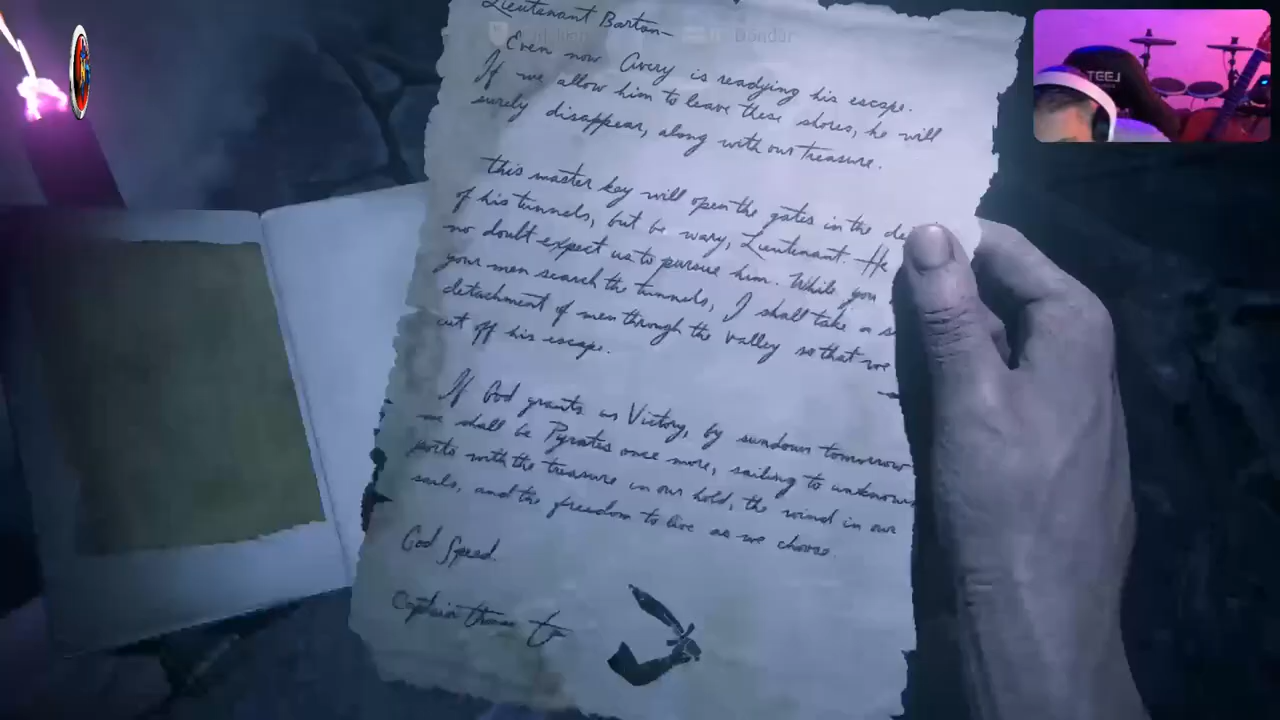 Lieutenant Barton—
Even now Avery is readying his escape.
If we allow him to leave these shores, he will
surely disappear, along with our treasure.
This master key will open the gates in the de
of his tunnels, but be wary, Lieutenant. He
no doubt expect us to pursue him. While you
your men search the tunnels, I shall take a s
detachment of men through the valley so that we
cut off his escape.
If God grants us Victory, by sundown tomorrow
we shall be Pyrates once more, sailing to unknown
ports with the treasure in our hold, the wind in our
sails, and the freedom to live as we choose.
God Speed.
Captain Thomas
TEEJ